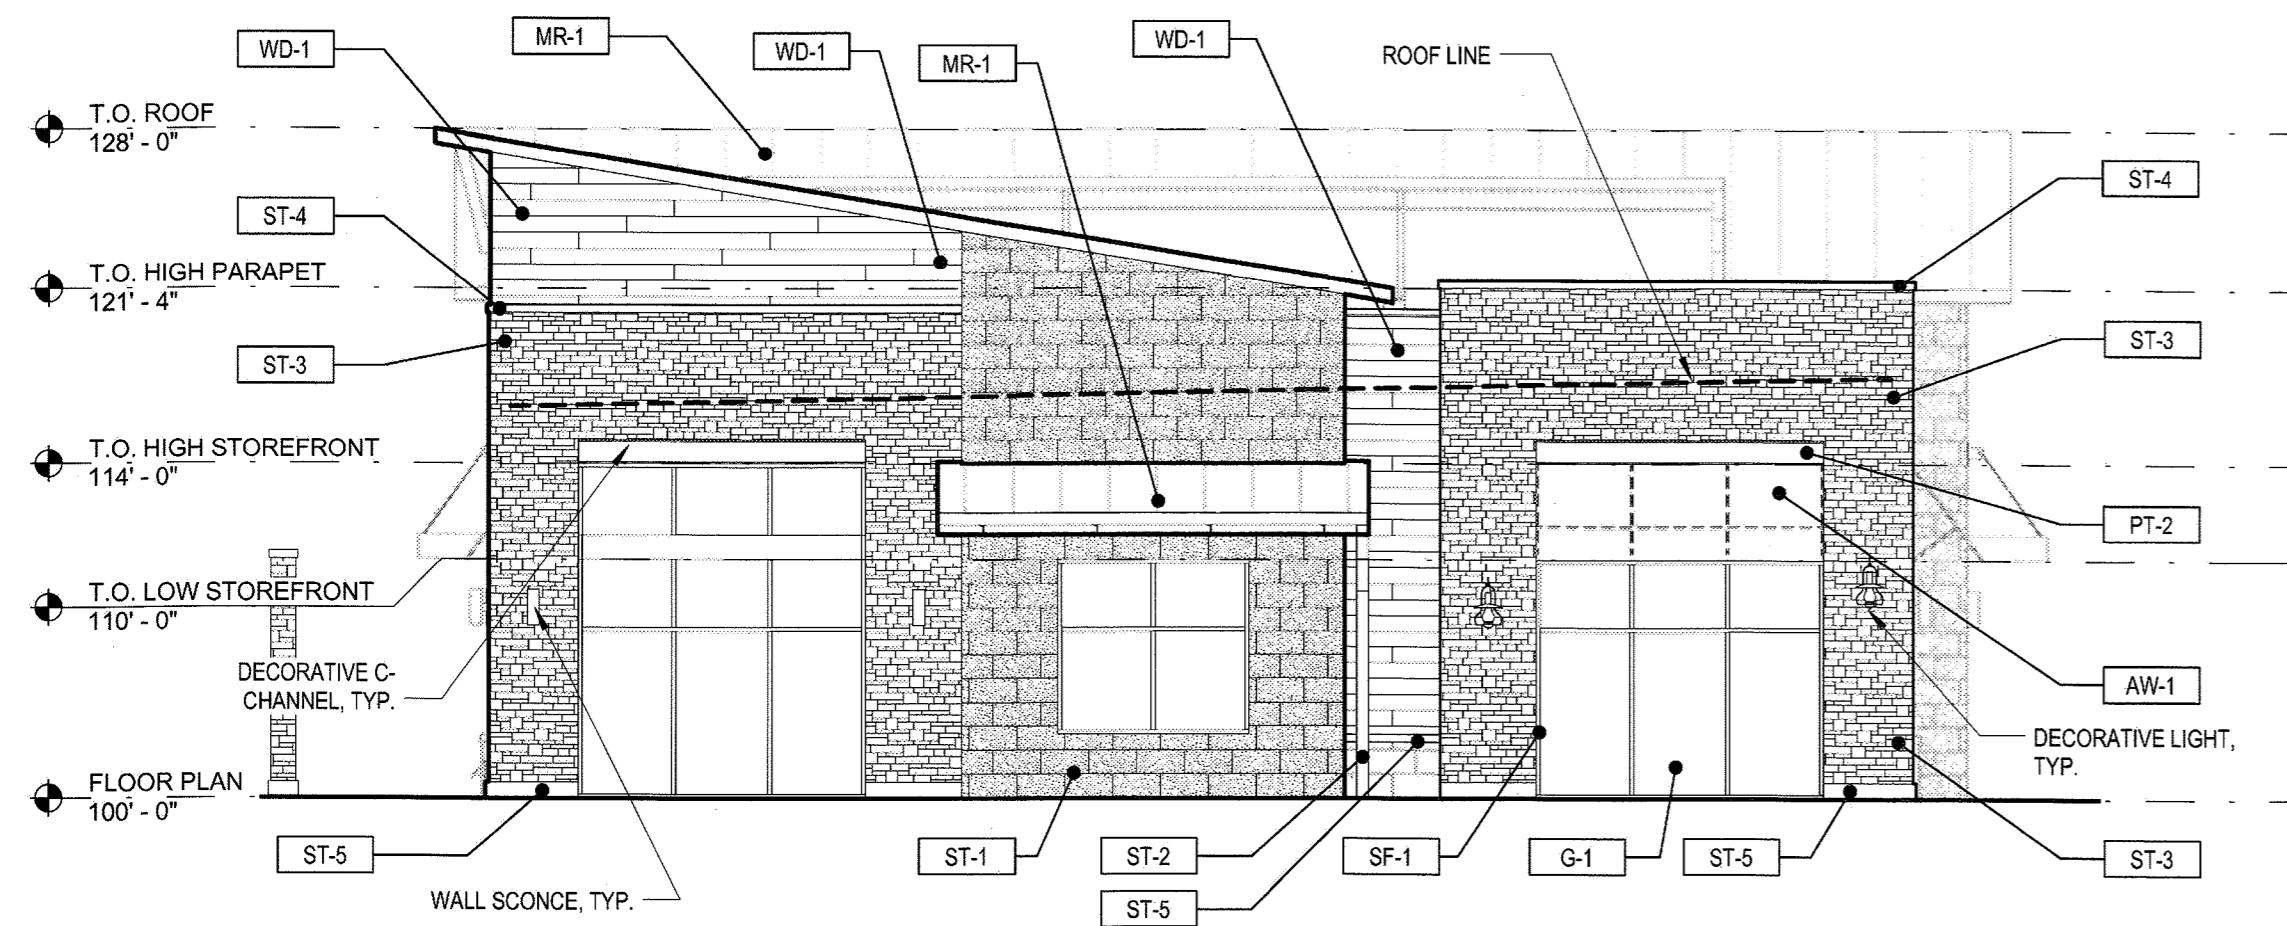 WD-1
MR-1
WD-1
MR-1
WD-1
ROOF LINE
T.O. ROOF
128' - 0"
ST-4
ST-4
T.O. HIGH PARAPET
121' - 4"
ST-3
ST-3
T.O. HIGH STOREFRONT
114' - 0"
PT-2
T.O. LOW STOREFRONT
110' - 0"
DECORATIVE C-
CHANNEL, TYP.
AW-1
DECORATIVE LIGHT,
TYP.
FLOOR PLAN
100' - 0"
ST-5
ST-1
ST-2
SF-1
G-1
ST-5
ST-3
WALL SCONCE, TYP.
ST-5